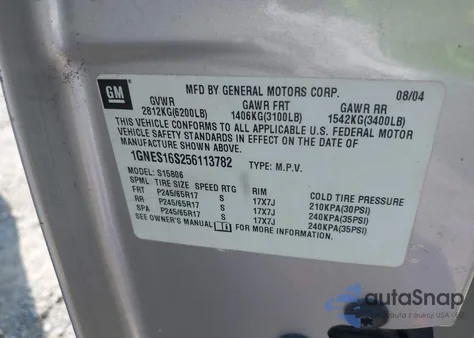 GM
MFD BY GENERAL MOTORS CORP. 08/04
GVWR GAWR FRT GAWR RR
2812KG(6200LB) 1406KG(3100LB) 1542KG(3400LB)
THIS VEHICLE CONFORMS TO ALL APPLICABLE U.S. FEDERAL MOTOR
VEHICLE SAFETY STANDARDS IN EFFECT ON THE DATE OF
MANUFACTURE SHOWN ABOVE.
1GNES16S256113782 TYPE: M.P.V.
MODEL: S15806
SPML TIRE SIZE SPEED RTG RIM COLD TIRE PRESSURE
FRT P245/65R17 S 17X7J 210KPA(30PSI)
RR P245/65R17 S 17X7J 240KPA(35PSI)
SPA P245/65R17 S 17X7J 240KPA(35PSI)
SEE OWNER'S MANUAL FOR MORE INFORMATION.
autaSnap
auta z aukcji USA